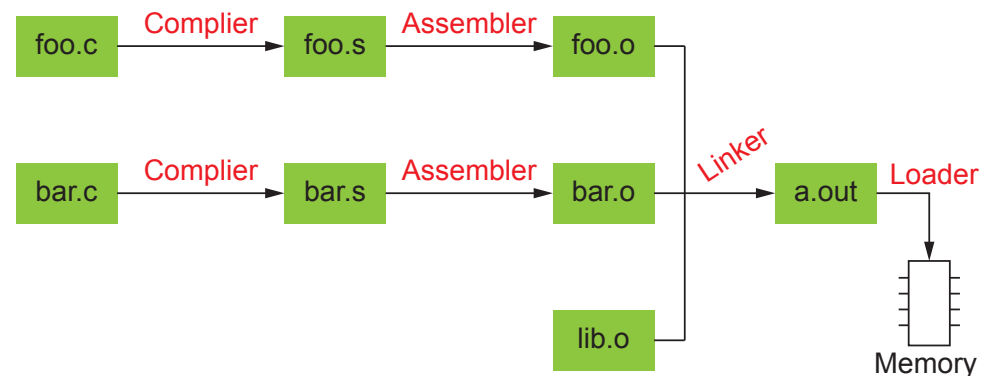 Complier Assembler
foo.c foo.s foo.o
Complier Assembler Linker Loader
bar.c bar.s bar.o a.out
lib.o
Memory